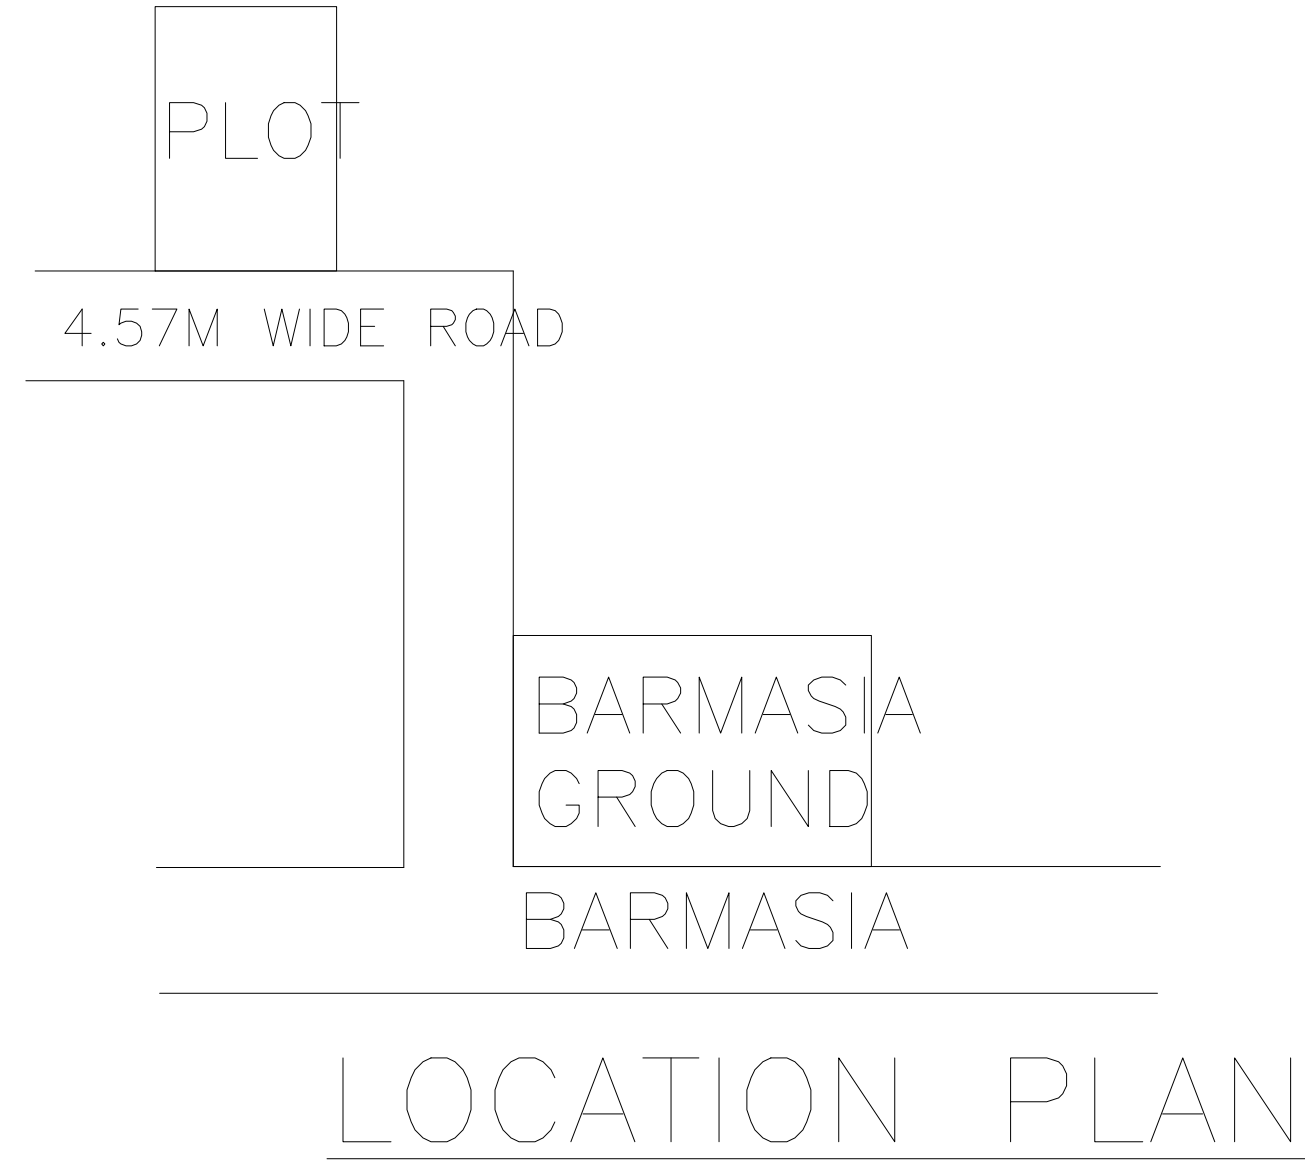 PLOT
4.57M WIDE ROAD
BARMASIA
GROUND
BARMASIA
LOCATION PLAN